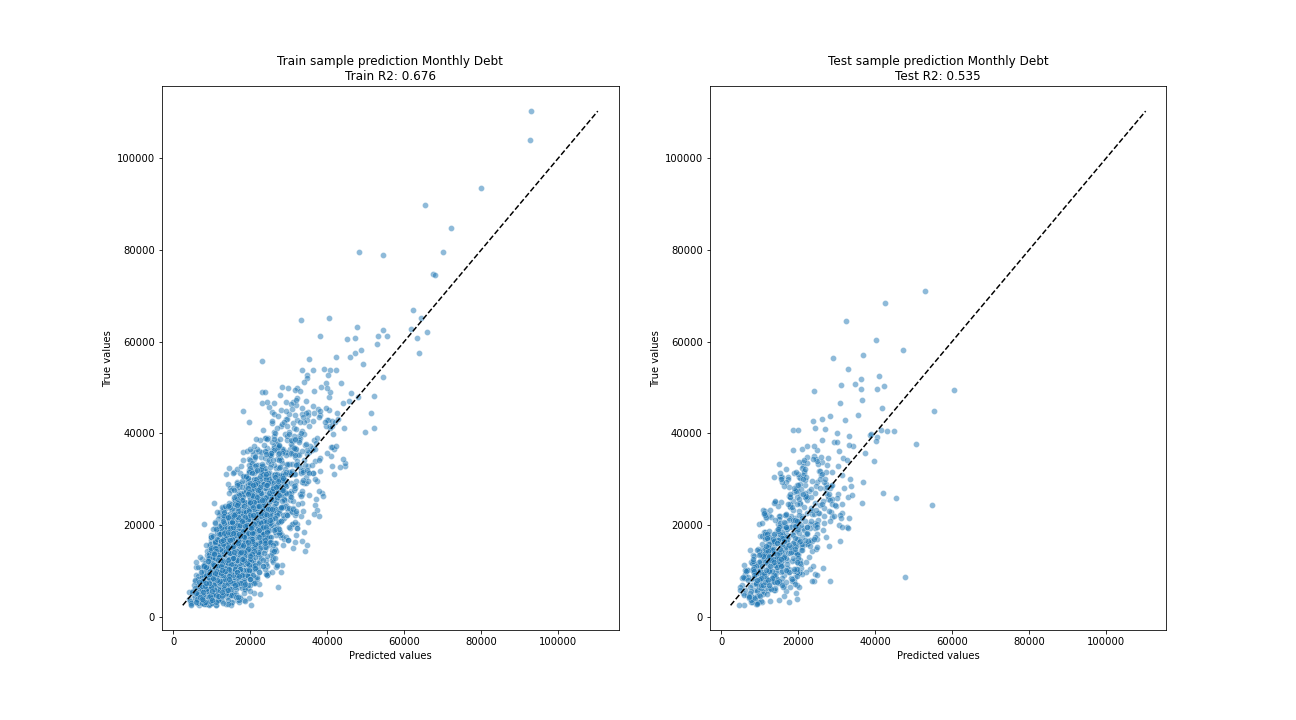 Train sample prediction Monthly Debt
Train R2: 0.676
True values
100000
80000
60000
40000
20000
0
0 20000 40000 60000 80000 100000
Predicted values
Test sample prediction Monthly Debt
Test R2: 0.535
True values
100000
80000
60000
40000
20000
0
0 20000 40000 60000 80000 100000
Predicted values